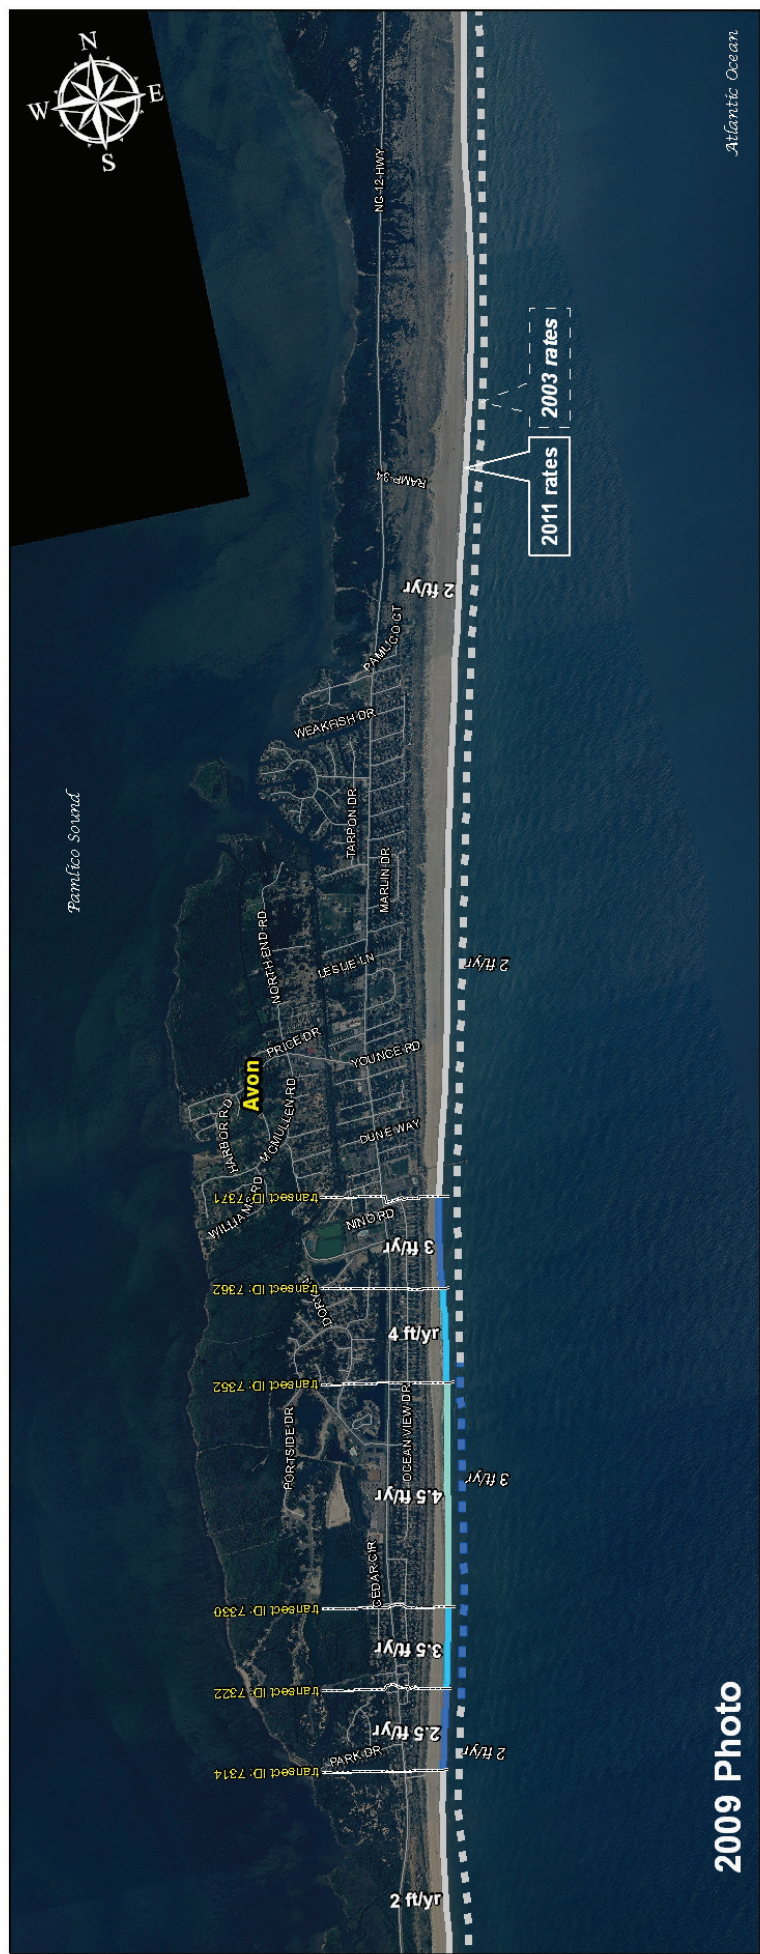 N
W
E
S
Atlantic Ocean
NC-12-HWY
2003 rates
2011 rates
RAMP-34
2 ft/yr
PAMLICO CT
WEAKFISH DR
Pamlico Sound
TARPON-DR
MARLIN DR
NORTH END RD
LESLIE LN
2 ft/yr
PRICE DR
YOUNCE RD
Avon
MCMULLEN RD
HARBOR RD
DUNE WAY
transect ID: 7371
NINO RD
3 ft/yr
transect ID: 7362
4 ft/yr
transect ID: 7352
OCEAN VIEW DR
PORTSIDE DR
3 ft/yr
4.5 ft/yr
CEDAR CIR
transect ID: 7330
3.5 ft/yr
transect ID: 7322
2.5 ft/yr
2 ft/yr
PARK DR
transect ID: 7314
2009 Photo
2 ft/yr